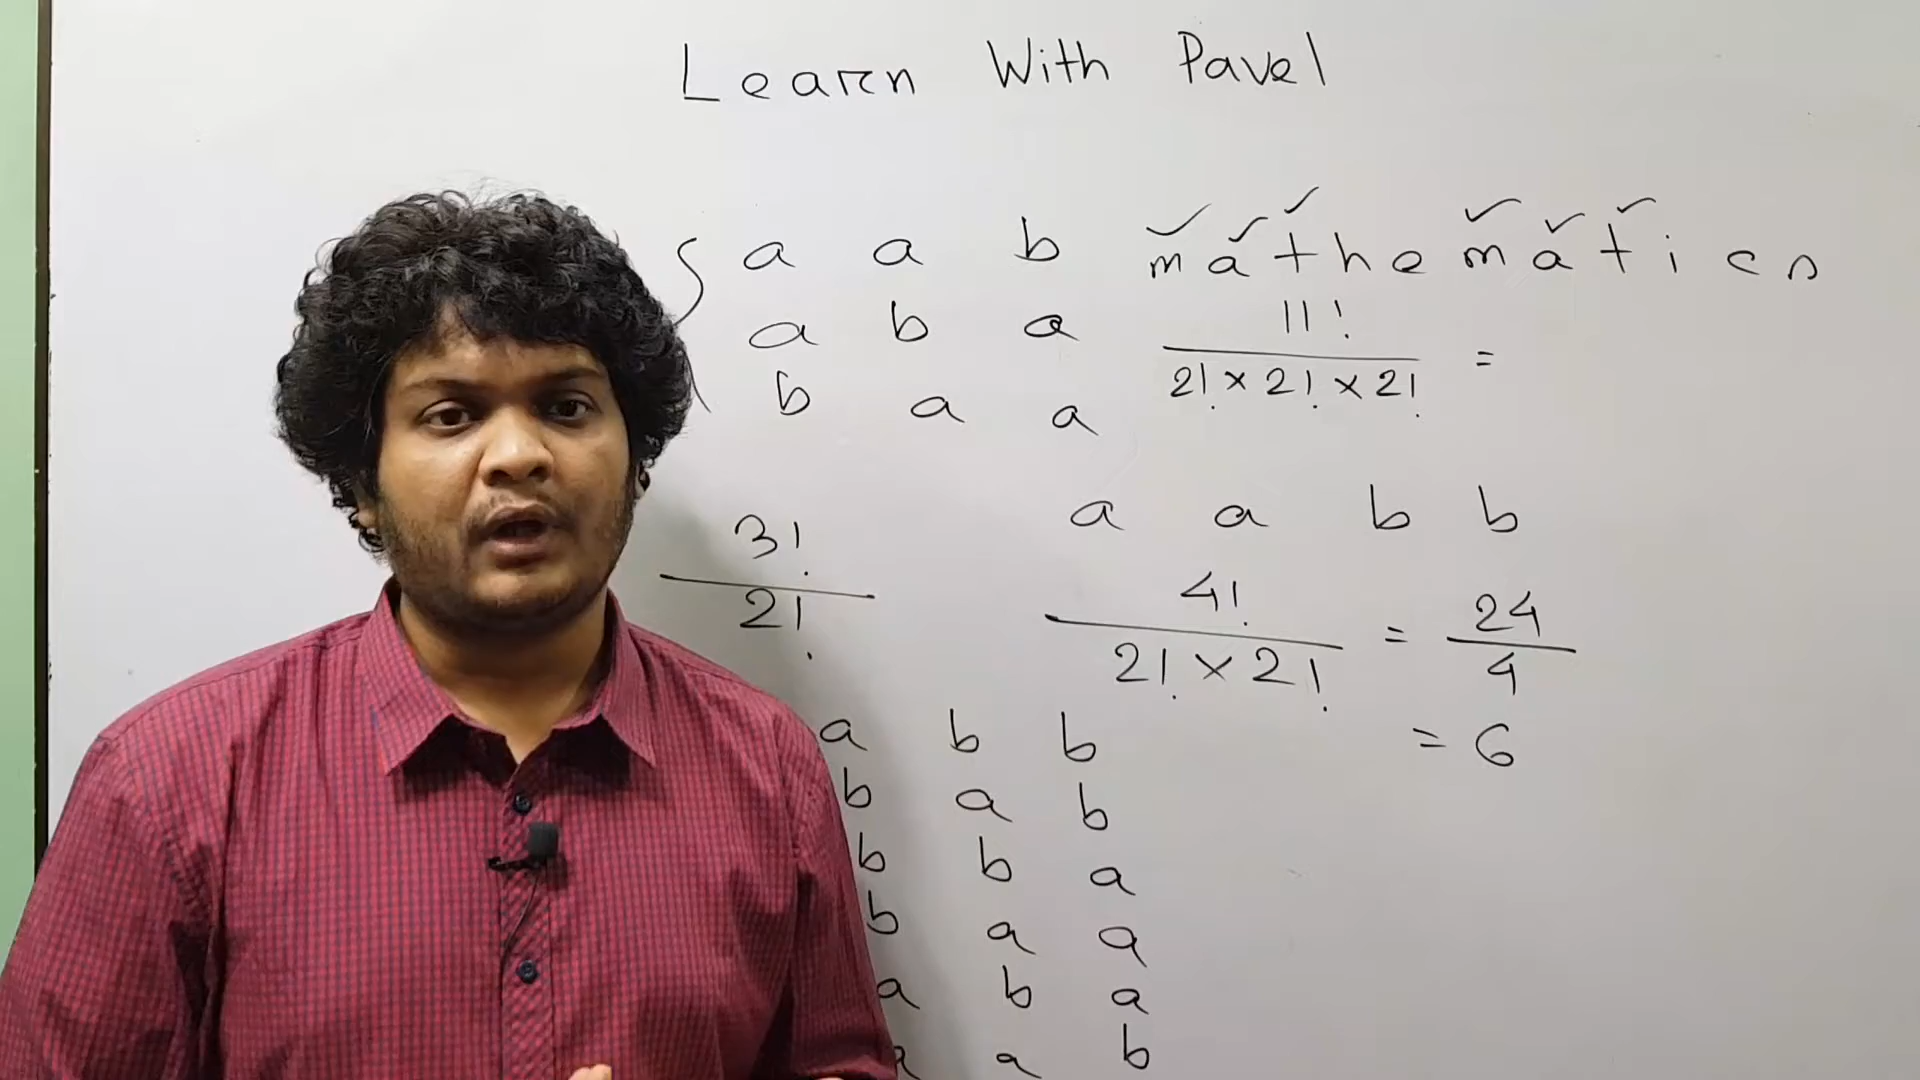 Learn With Pavel
a a b
a b a
b a a
mathematics
11!
2! × 2! × 2!
=
3!
2!
a a b b
4!
2! × 2!
= 24
4
= 6
a b b
b a b
b b a
b a a
a b a
a a b